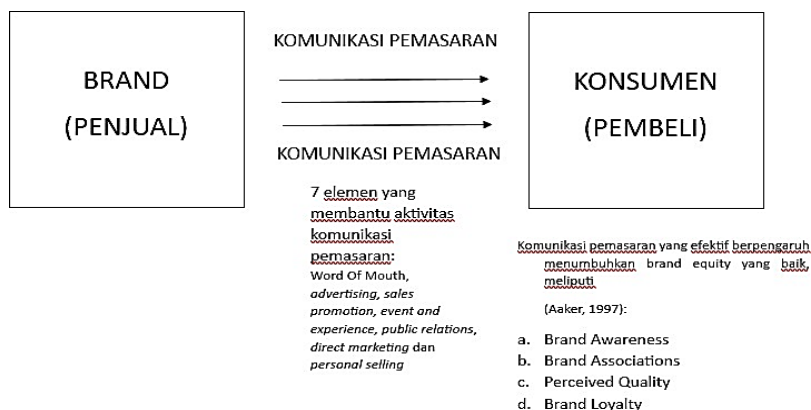 BRAND
(PENJUAL)
KOMUNIKASI PEMASARAN
KOMUNIKASI PEMASARAN
7 elemen yang
membantu aktivitas
komunikasi
pemasaran:
Word Of Mouth,
advertising, sales
promotion, event and
experience, public relations,
direct marketing dan
personal selling
KONSUMEN
(PEMBELI)
Komunikasi pemasaran yang efektif berpengaruh
menumbuhkan brand equity yang baik,
meliputi
(Aaker, 1997):
a. Brand Awareness
b. Brand Associations
c. Perceived Quality
d. Brand Loyalty